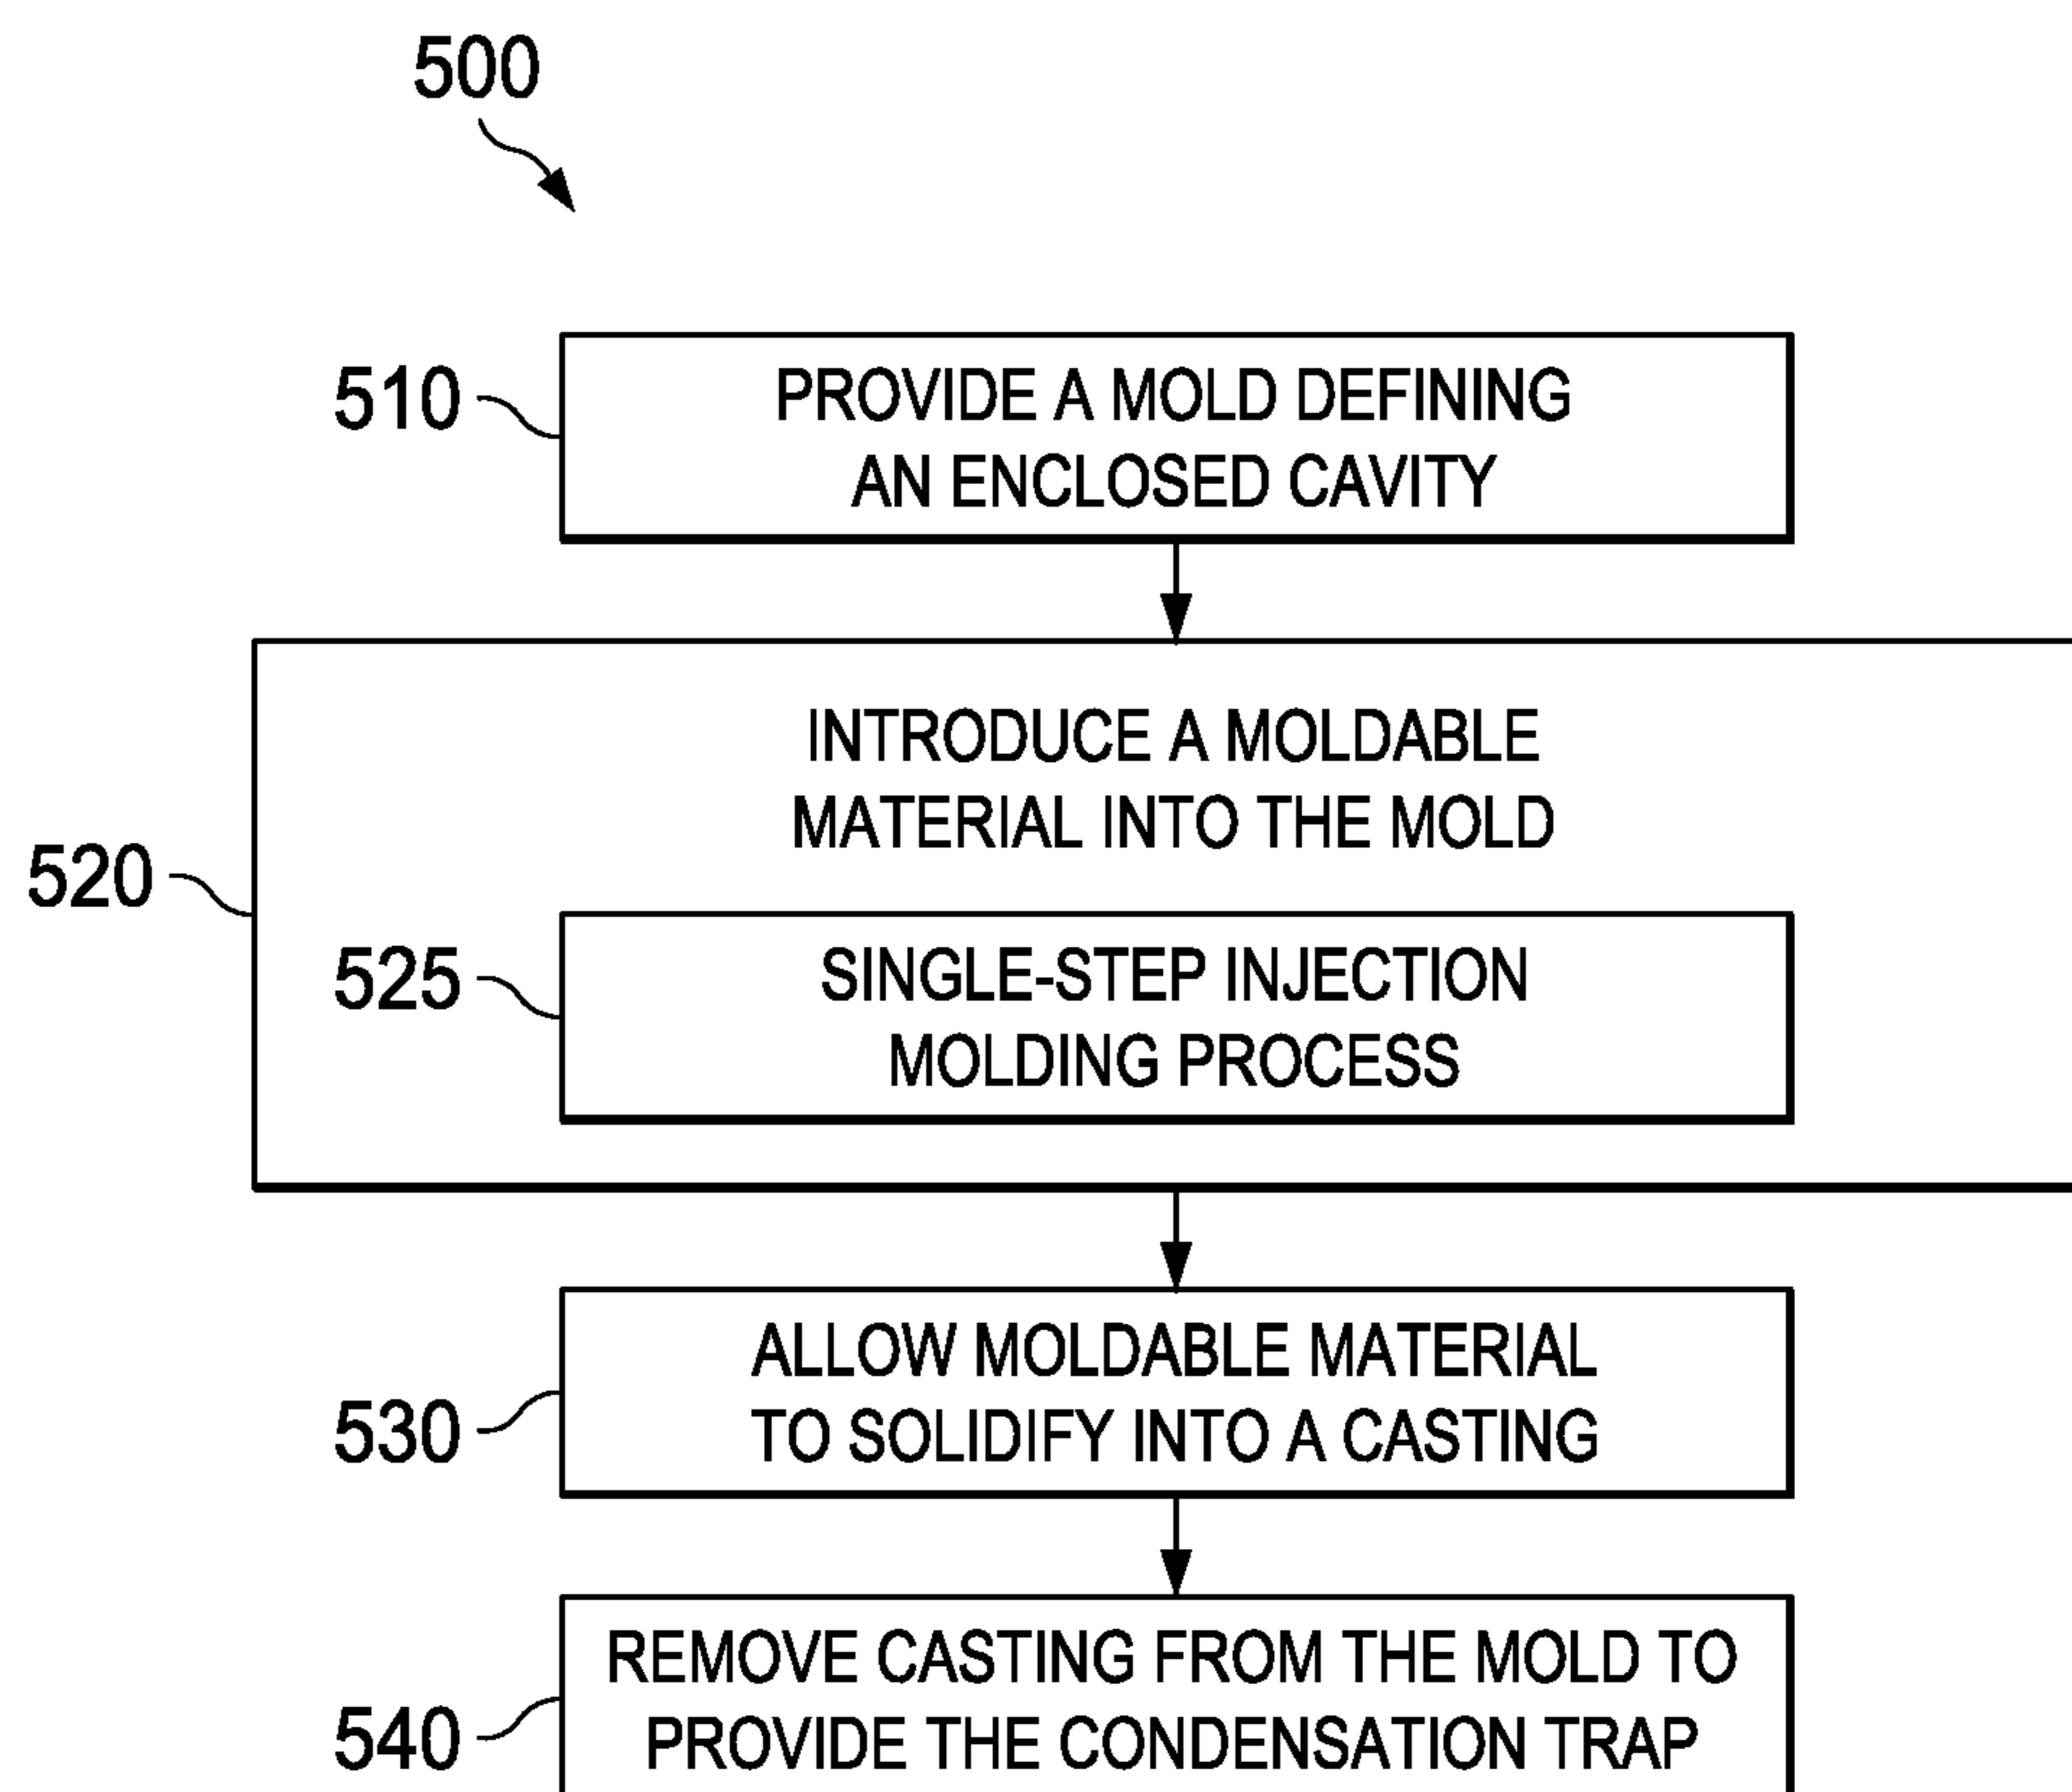 500
510
PROVIDE A MOLD DEFINING
AN ENCLOSED CAVITY
INTRODUCE A MOLDABLE
MATERIAL INTO THE MOLD
520
525
SINGLE-STEP INJECTION
MOLDING PROCESS
ALLOW MOLDABLE MATERIAL
TO SOLIDIFY INTO A CASTING
530
REMOVE CASTING FROM THE MOLD TO
PROVIDE THE CONDENSATION TRAP
540